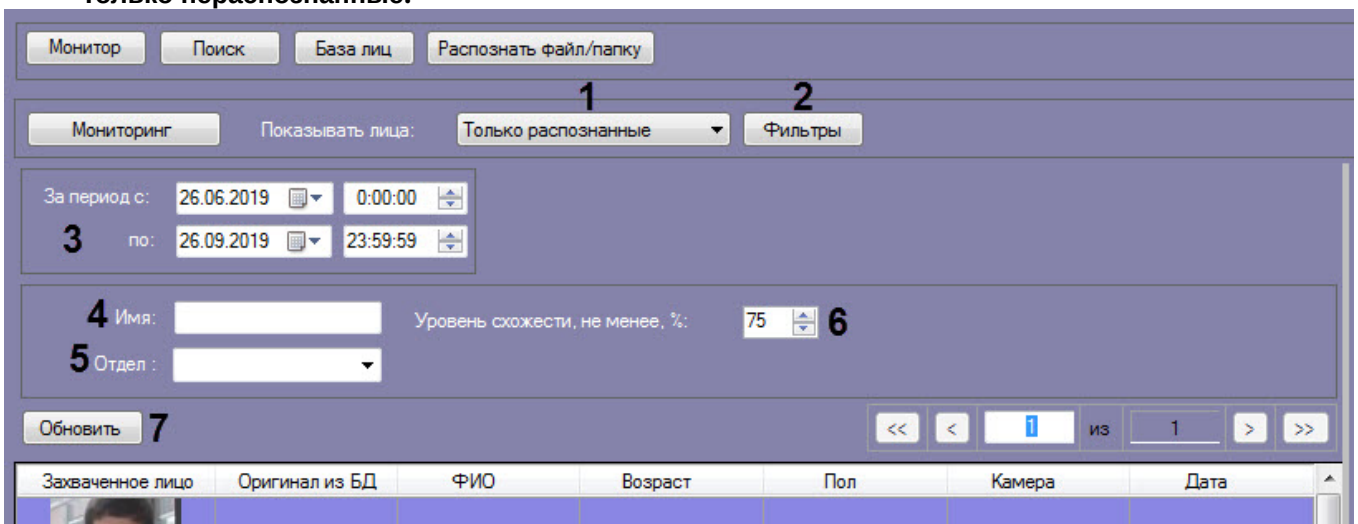 только нераспознанные.
Монитор Поиск База лиц Распознать файл/папку
1 2
Мониторинг Показывать лица: Только распознанные Фильтры
За период с: 26.06.2019 0:00:00
3 по: 26.09.2019 23:59:59
4 Имя: Уровень схожести, не менее, %: 75 6
5 Отдел :
Обновить 7 << < 1 из 1 > >>
Захваченное лицо Оригинал из БД ФИО Возраст Пол Камера Дата